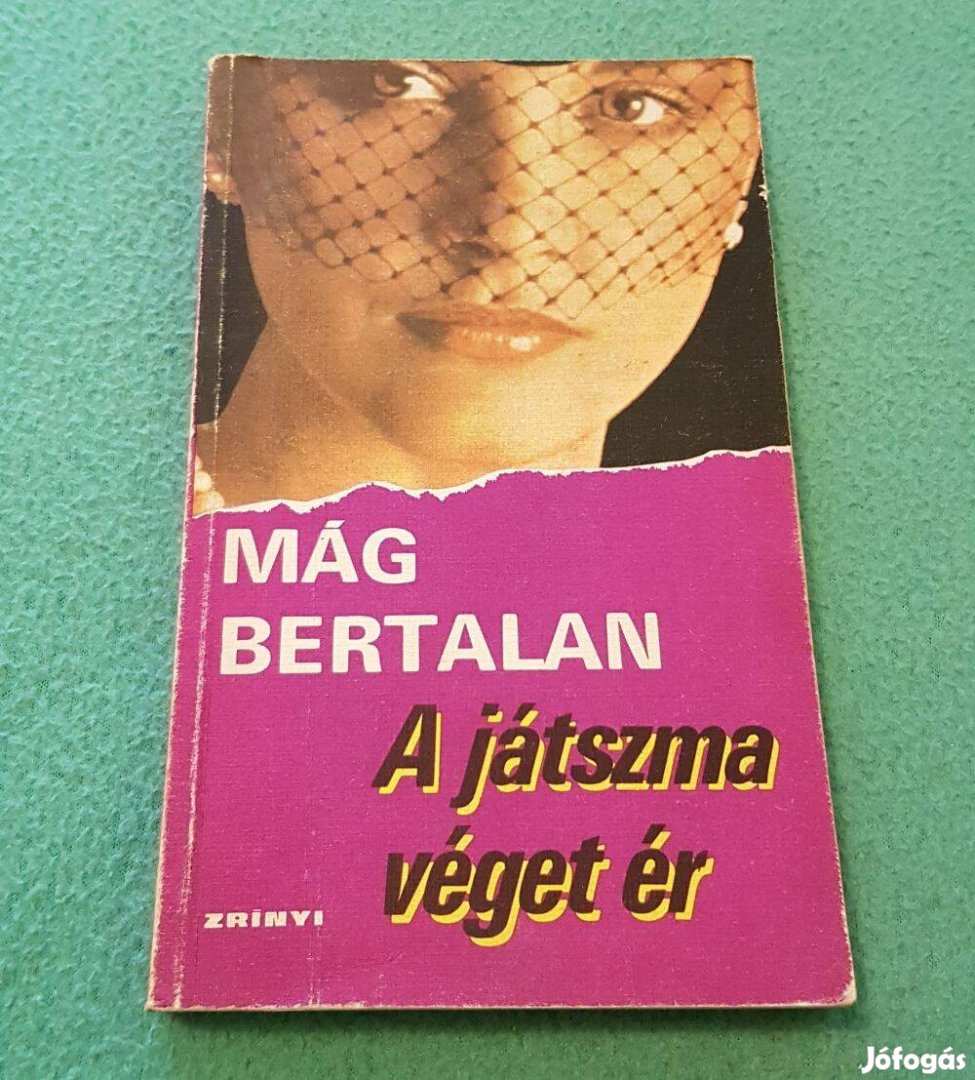 MÁG
BERTALAN
A játszma
véget ér
ZRÍNYI
Jófogás